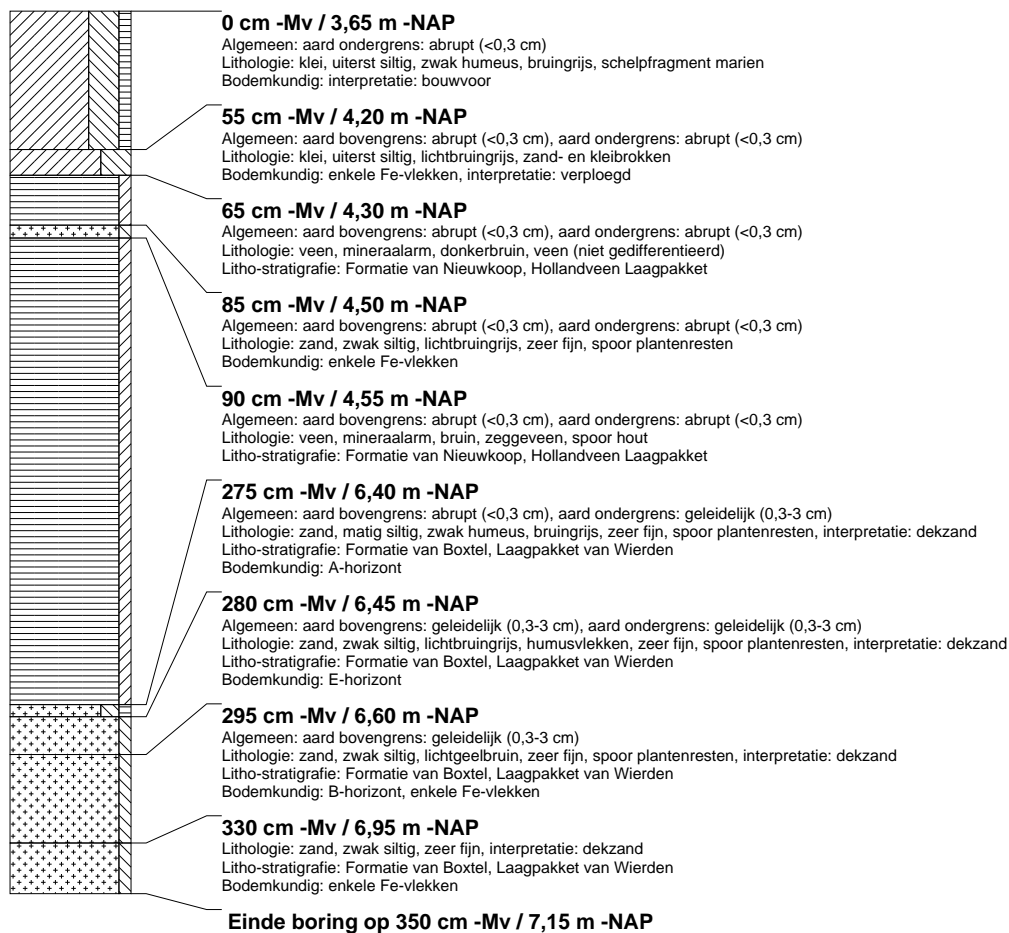 0 cm -Mv / 3,65 m -NAP
Algemeen: aard ondergrens: abrupt (<0,3 cm)
Lithologie: klei, uiterst siltig, zwak humeus, bruingrijs, schelpfragment marien
Bodemkundig: interpretatie: bouwvoor
55 cm -Mv / 4,20 m -NAP
Algemeen: aard bovengrens: abrupt (<0,3 cm), aard ondergrens: abrupt (<0,3 cm)
Lithologie: klei, uiterst siltig, lichtbruingrijs, zand- en kleibrokken
Bodemkundig: enkele Fe-vlekken, interpretatie: verploegd
65 cm -Mv / 4,30 m -NAP
Algemeen: aard bovengrens: abrupt (<0,3 cm), aard ondergrens: abrupt (<0,3 cm)
Lithologie: veen, mineraalarm, donkerbruin, veen (niet gedifferentieerd)
Litho-stratigrafie: Formatie van Nieuwkoop, Hollandveen Laagpakket
85 cm -Mv / 4,50 m -NAP
Algemeen: aard bovengrens: abrupt (<0,3 cm), aard ondergrens: abrupt (<0,3 cm)
Lithologie: zand, zwak siltig, lichtbruingrijs, zeer fijn, spoor plantenresten
Bodemkundig: enkele Fe-vlekken
90 cm -Mv / 4,55 m -NAP
Algemeen: aard bovengrens: abrupt (<0,3 cm), aard ondergrens: abrupt (<0,3 cm)
Lithologie: veen, mineraalarm, bruin, zeggeveen, spoor hout
Litho-stratigrafie: Formatie van Nieuwkoop, Hollandveen Laagpakket
275 cm -Mv / 6,40 m -NAP
Algemeen: aard bovengrens: abrupt (<0,3 cm), aard ondergrens: geleidelijk (0,3-3 cm)
Lithologie: zand, matig siltig, zwak humeus, bruingrijs, zeer fijn, spoor plantenresten, interpretatie: dekzand
Litho-stratigrafie: Formatie van Boxtel, Laagpakket van Wierden
Bodemkundig: A-horizont
280 cm -Mv / 6,45 m -NAP
Algemeen: aard bovengrens: geleidelijk (0,3-3 cm), aard ondergrens: geleidelijk (0,3-3 cm)
Lithologie: zand, zwak siltig, lichtbruingrijs, humusvlekken, zeer fijn, spoor plantenresten, interpretatie: dekzand
Litho-stratigrafie: Formatie van Boxtel, Laagpakket van Wierden
Bodemkundig: E-horizont
295 cm -Mv / 6,60 m -NAP
Algemeen: aard bovengrens: geleidelijk (0,3-3 cm)
Lithologie: zand, zwak siltig, lichtgeelbruin, zeer fijn, spoor plantenresten, interpretatie: dekzand
Litho-stratigrafie: Formatie van Boxtel, Laagpakket van Wierden
Bodemkundig: B-horizont, enkele Fe-vlekken
330 cm -Mv / 6,95 m -NAP
Lithologie: zand, zwak siltig, zeer fijn, interpretatie: dekzand
Litho-stratigrafie: Formatie van Boxtel, Laagpakket van Wierden
Bodemkundig: enkele Fe-vlekken
Einde boring op 350 cm -Mv / 7,15 m -NAP